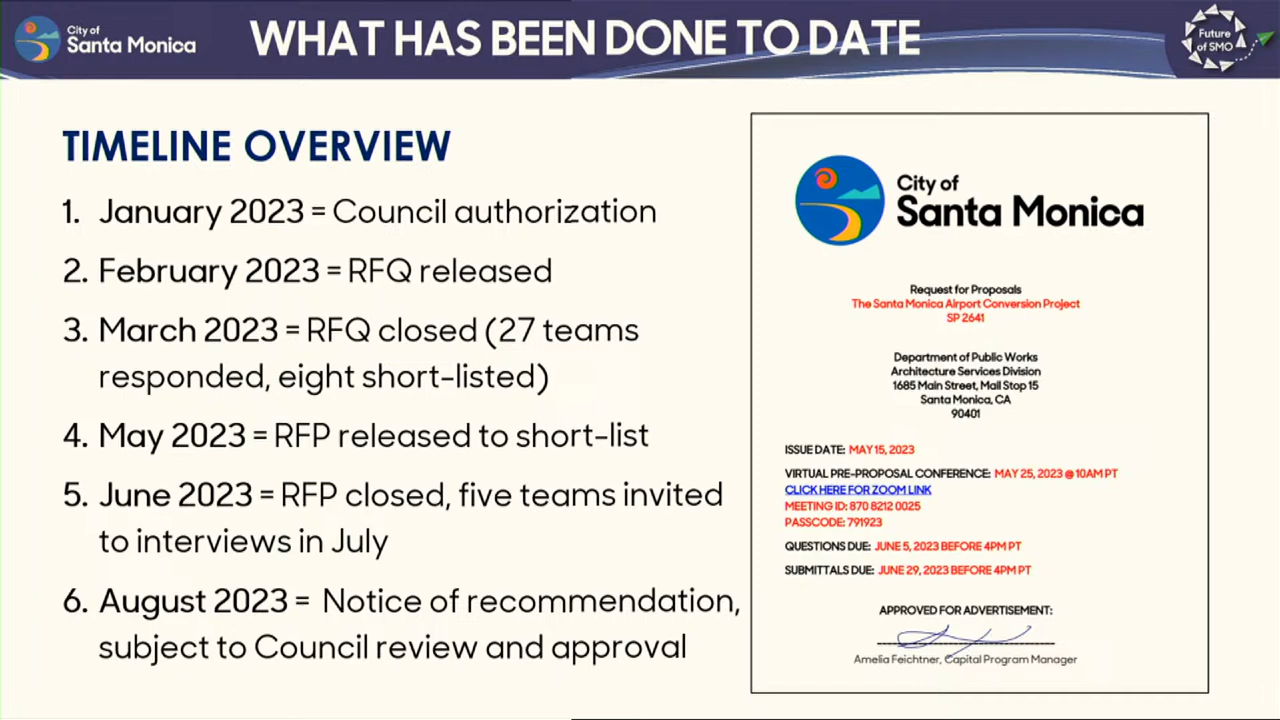 City of
Santa Monica
WHAT HAS BEEN DONE TO DATE
Future
of SMO
TIMELINE OVERVIEW
1. January 2023 = Council authorization
2. February 2023 = RFQ released
3. March 2023 = RFQ closed (27 teams
responded, eight short-listed)
4. May 2023 = RFP released to short-list
5. June 2023 = RFP closed, five teams invited
to interviews in July
6. August 2023 = Notice of recommendation,
subject to Council review and approval
City of
Santa Monica
Request for Proposals
The Santa Monica Airport Conversion Project
SP 2641
Department of Public Works
Architecture Services Division
1685 Main Street, Mail Stop 15
Santa Monica, CA
90401
ISSUE DATE: MAY 15, 2023
VIRTUAL PRE-PROPOSAL CONFERENCE: MAY 25, 2023 @ 10AM PT
CLICK HERE FOR ZOOM LINK
MEETING ID: 870 8212 0025
PASSCODE: 791923
QUESTIONS DUE: JUNE 5, 2023 BEFORE 4PM PT
SUBMITTALS DUE: JUNE 29, 2023 BEFORE 4PM PT
APPROVED FOR ADVERTISEMENT:
Amelia Feichtner, Capital Program Manager